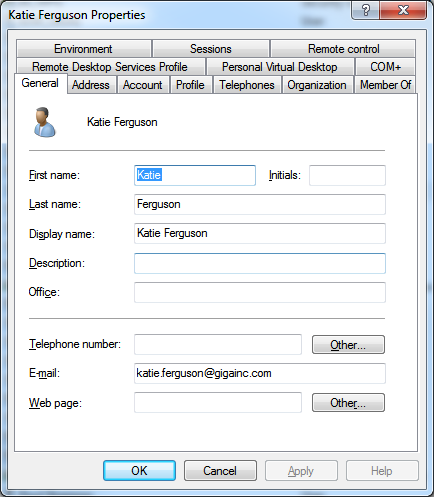 Katie Ferguson Properties
Environment Sessions Remote control
Remote Desktop Services Profile Personal Virtual Desktop COM+
General Address Account Profile Telephones Organization Member Of
Katie Ferguson
First name: Katie Initials:
Last name: Ferguson
Display name: Katie Ferguson
Description:
Office:
Telephone number: Other...
E-mail: katie.ferguson@gigainc.com
Web page: Other...
OK Cancel Apply Help